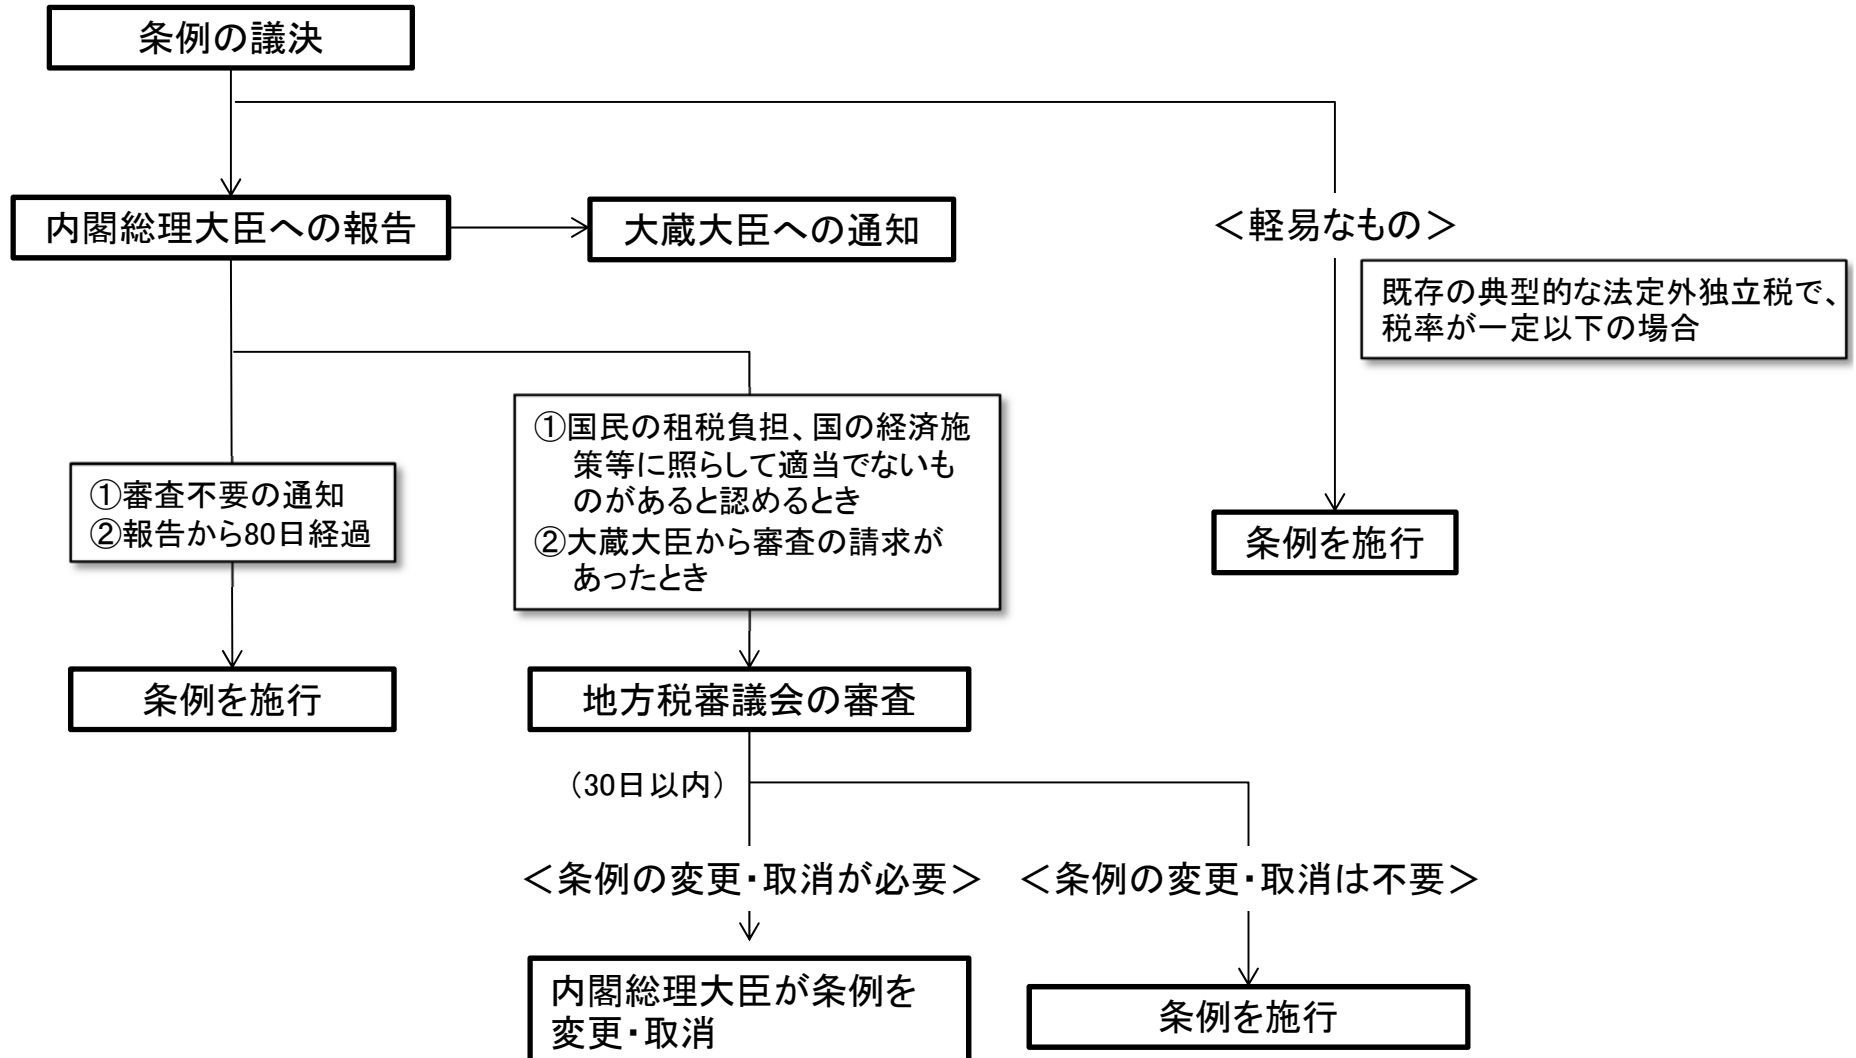 条例の議決
内閣総理大臣への報告
大蔵大臣への通知
＜軽易なもの＞
既存の典型的な法定外独立税で、
税率が一定以下の場合
①国民の租税負担、国の経済施
策等に照らして適当でないも
のがあると認めるとき
②大蔵大臣から審査の請求が
あったとき
①審査不要の通知
②報告から80日経過
条例を施行
条例を施行
地方税審議会の審査
（30日以内）
＜条例の変更・取消が必要＞
＜条例の変更・取消は不要＞
内閣総理大臣が条例を
変更・取消
条例を施行